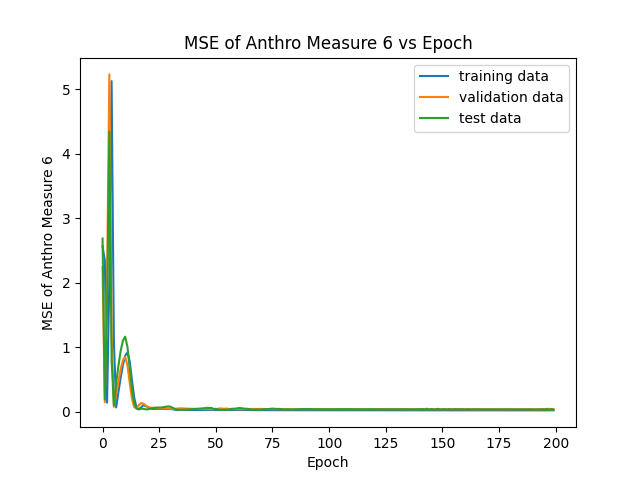 MSE of Anthro Measure 6 vs Epoch
training data
validation data
test data
MSE of Anthro Measure 6
5
4
3
2
1
0
0 25 50 75 100 125 150 175 200
Epoch